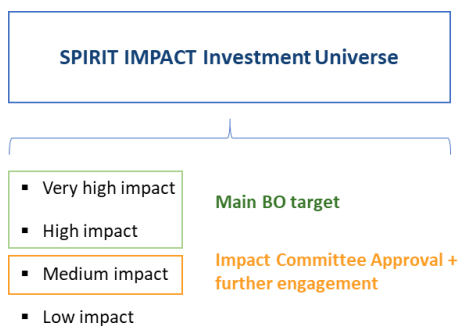 SPIRIT IMPACT Investment Universe
▪ Very high impact
▪ High impact
Main BO target
▪ Medium impact
Impact Committee Approval +
further engagement
▪ Low impact